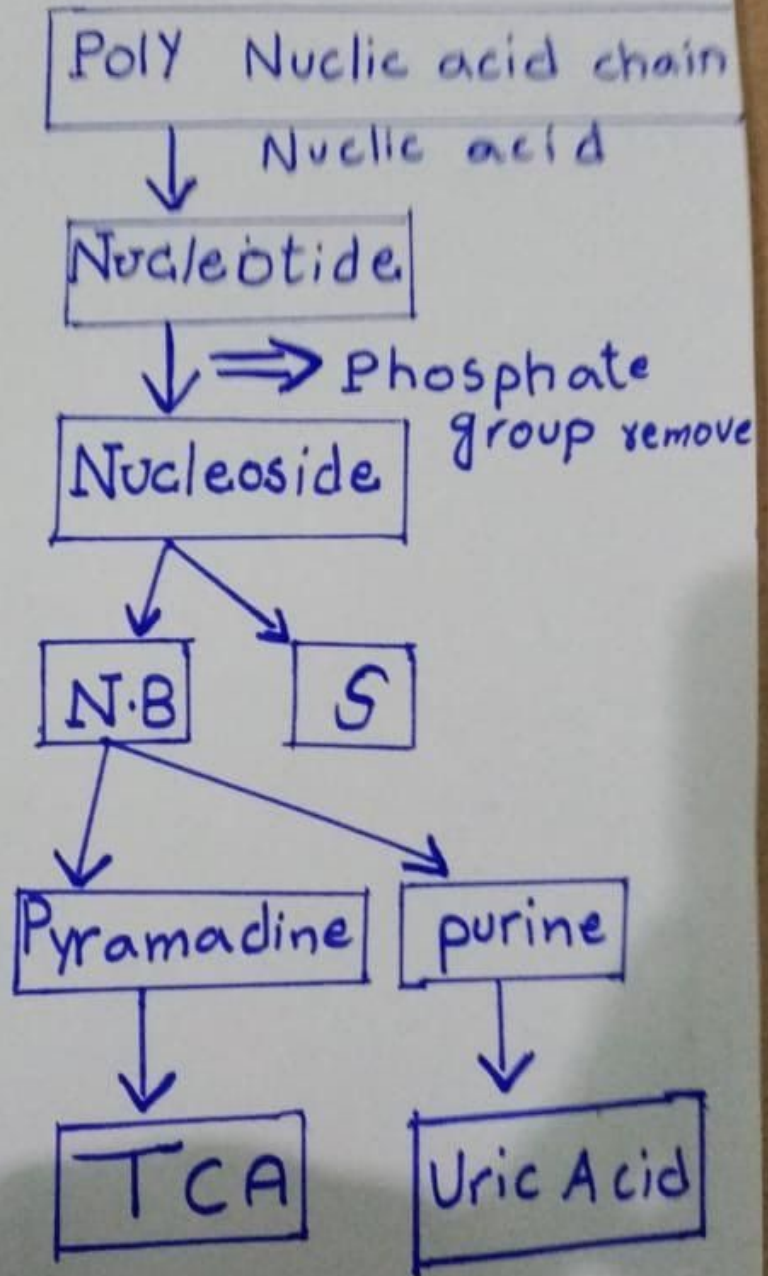 Poly Nuclic acid chain
Nuclic acid
Nucleotide
⇒ Phosphate
group remove
Nucleoside
N.B S
Pyramadine purine
TCA Uric Acid